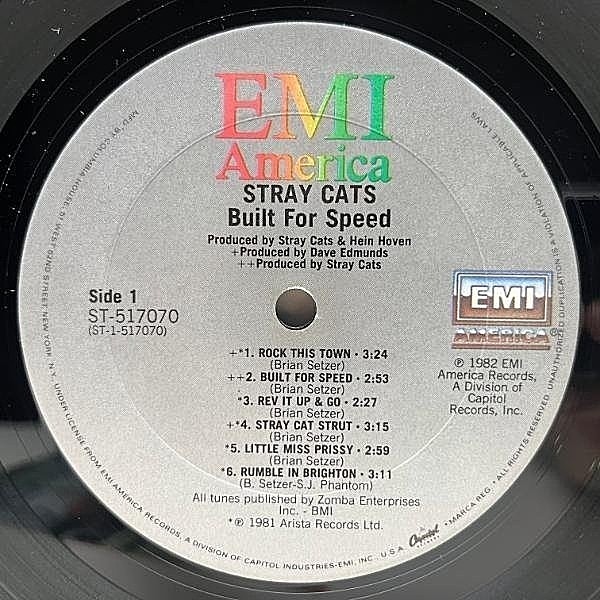 EMI
America
STRAY CATS
Built For Speed
Produced by Stray Cats & Hein Hoven
+Produced by Dave Edmunds
++Produced by Stray Cats
Side 1
ST-517070
(ST-1-517070)
EMI
AMERICA®
℗ 1982 EMI
America Records,
A Division of
Capitol
Records, Inc.
+*1. ROCK THIS TOWN • 3:24
(Brian Setzer)
++2. BUILT FOR SPEED • 2:53
(Brian Setzer)
*3. REV IT UP & GO • 2:27
(Brian Setzer)
+*4. STRAY CAT STRUT • 3:15
(Brian Setzer)
*5. LITTLE MISS PRISSY • 2:59
(Brian Setzer)
*6. RUMBLE IN BRIGHTON • 3:11
(B. Setzer-S.J. Phantom)
All tunes published by Zomba Enterprises
Inc. - BMI
*℗ 1981 Arista Records Ltd.
MFD. BY COLUMBIA HOUSE, 51 WEST 52ND STREET, NEW YORK, N.Y. UNDER LICENSE FROM EMI AMERICA RECORDS, A DIVISION OF CAPITOL INDUSTRIES-EMI, INC., U.S.A. Capitol • MARCA REG. • ALL RIGHTS RESERVED. UNAUTHORIZED DUPLICATION IS A VIOLATION OF APPLICABLE LAWS